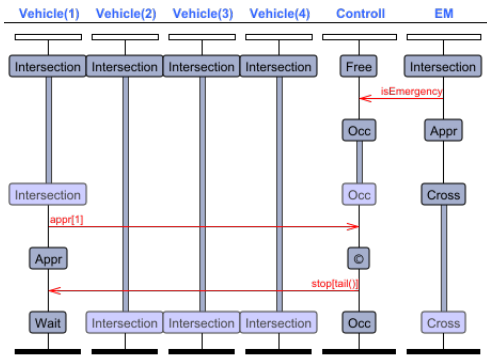 Vehicle(1) Vehicle(2) Vehicle(3) Vehicle(4) Controll EM
Intersection Intersection Intersection Intersection Free Intersection
isEmergency
Occ Appr
Intersection Occ Cross
appr[1]
Appr ©
stop[tail()]
Wait Intersection Intersection Intersection Occ Cross